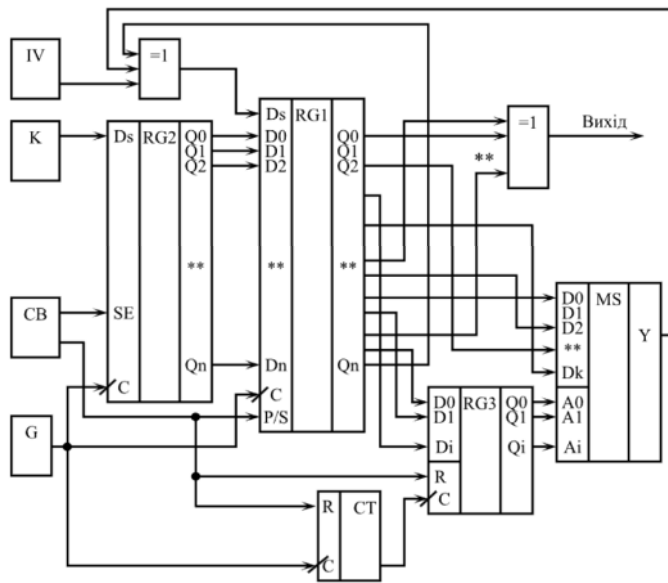 IV
=1
K
Ds RG2 Q0
Q1
Q2
**
SE
Qn
C
CB
G
Ds RG1
D0 Q0
D1 Q1
D2 Q2
** **
Dn Qn
C
P/S
=1
Вихід
**
D0 MS
D1
D2 Y
**
Dk
A0
A1
Ai
D0 RG3 Q0
D1 Q1
Di Qi
R
C
R CT
C